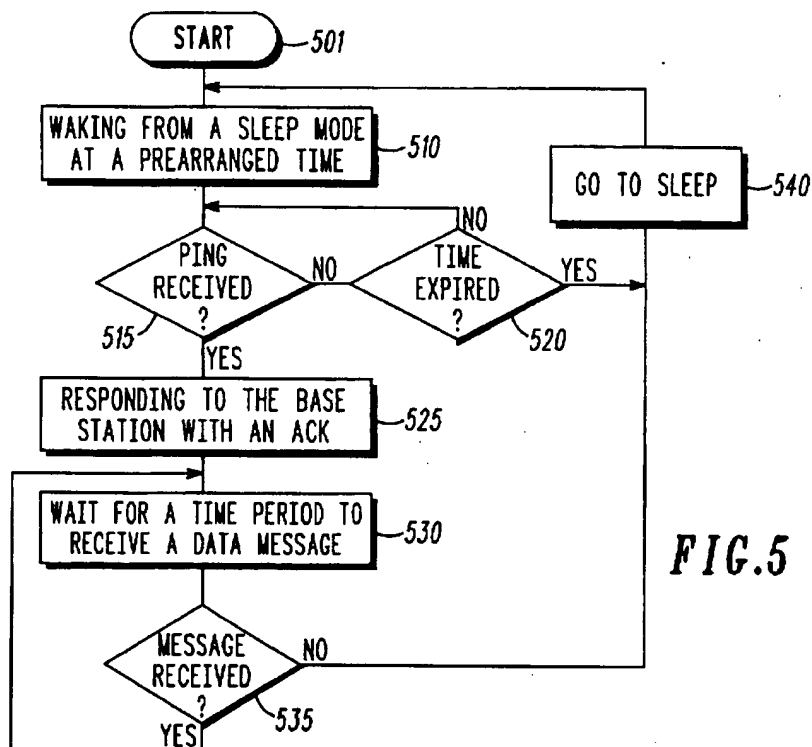 START
501
WAKING FROM A SLEEP MODE
AT A PREARRANGED TIME
510
GO TO SLEEP
540
NO
PING
RECEIVED
?
515
NO
TIME
EXPIRED
?
520
YES
YES
RESPONDING TO THE BASE
STATION WITH AN ACK
525
WAIT FOR A TIME PERIOD TO
RECEIVE A DATA MESSAGE
530
FIG.5
MESSAGE
RECEIVED
?
NO
535
YES